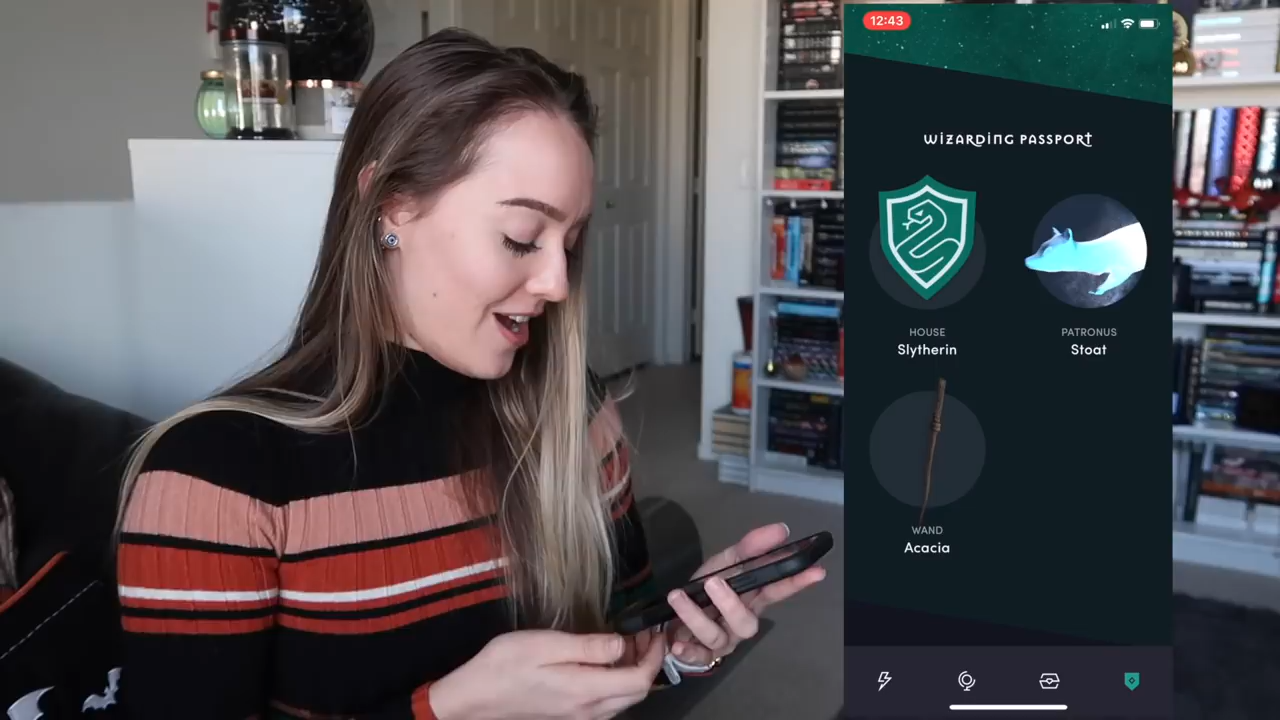 12:43
WIZARDING PASSPORT
HOUSE
Slytherin
PATRONUS
Stoat
WAND
Acacia